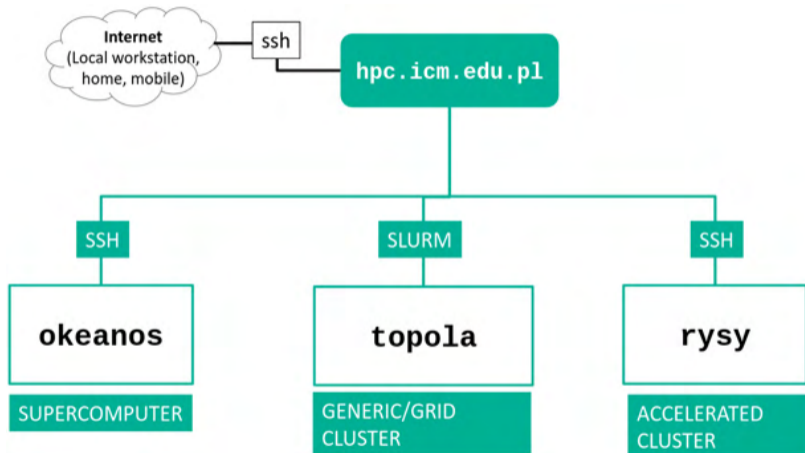 Internet
(Local workstation,
home, mobile)
ssh
hpc.icm.edu.pl
SSH
SLURM
SSH
okeanos
topola
rysy
SUPERCOMPUTER
GENERIC/GRID
CLUSTER
ACCELERATED
CLUSTER